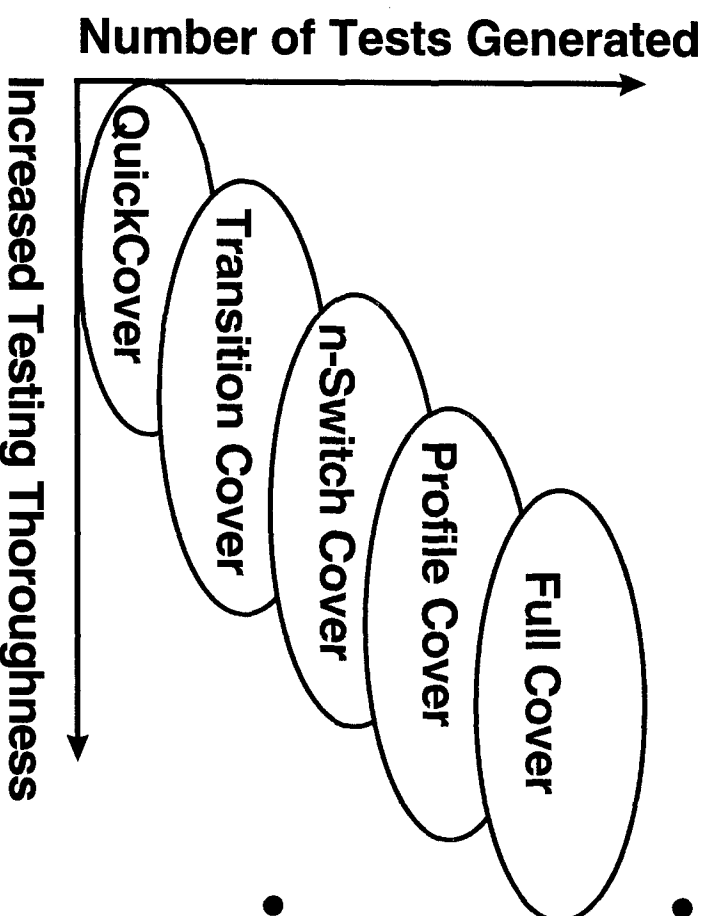 Number of Tests Generated
Increased Testing Thoroughness
QuickCover
Transition Cover
n-Switch Cover
Profile Cover
Full Cover